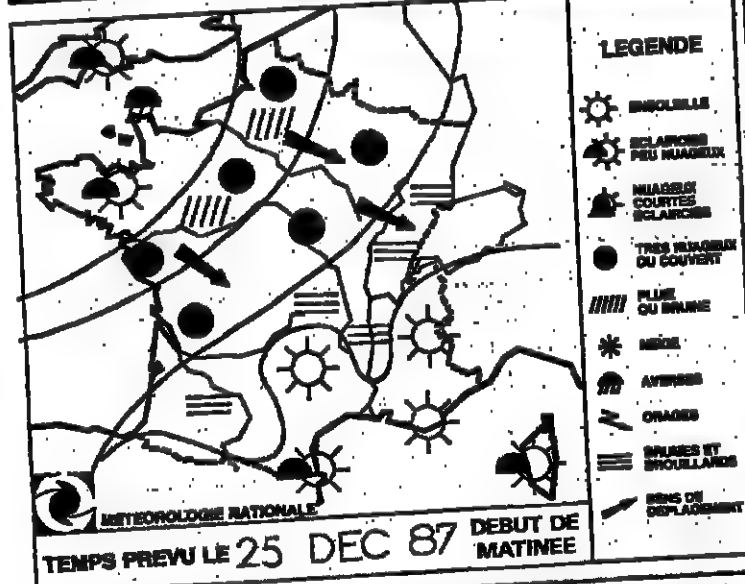 LEGENDE
ENSOLEILLE
ECLAIRCIES
PEU NUAGEUX
NUAGEUX
COURTES
ECLAIRCIES
TRES NUAGEUX
OU COUVERT
PLUIE
OU BRUINE
NEIGE
AVERSES
ORAGES
BRUMES ET
BROUILLARDS
SENS DE
DEPLACEMENT
METEOROLOGIE NATIONALE
TEMPS PREVU LE 25 DEC 87 DEBUT DE
MATINEE